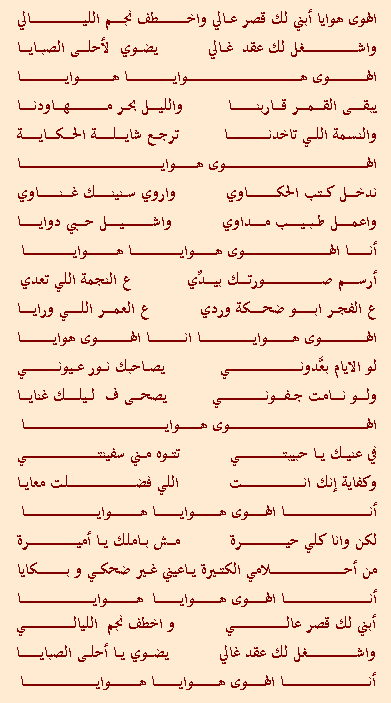 الهوى هوايا أبني لك قصر عالي واخطف نجم الليالي
واشغل لك عقد غالي يضوي لأحلى الصبايا
الهوى هوايا هوايا
يبقى القمر قاربنا والليل بحر مهاودنا
والنسمة اللي تاخدنا ترجع شايلة الحكاية
الهوى هوايا
ندخل كتب الحكاوي واروي سنينك غناوي
واعمل طبيب مداوي واشيل حبي دوايا
أنا الهوى هوايا هوايا
أرسم صورتك بيدّي ع النجمة اللي تعدي
ع الفجر ابو ضحكة وردي ع العمر اللي ورايا
الهوى هوايا انا الهوى هوايا
لو الايام بعّدوني يصاحبك نور عيوني
ولو نامت جفوني يصحى ف ليلك غنايا
الهوى هوايا
في عنيك يا حبيبتي تتوه مني سفينتي
وكفاية إنك انت اللي فضلت معايا
أنا الهوى هوايا هوايا
لكن وانا كلي حيرة مش باملك يا أميرة
من أحلامي الكتيرة ياعيني غير ضحكي و بكايا
أنا الهوى هوايا هوايا
أبني لك قصر عالي و اخطف نجم الليالي
واشغل لك عقد غالي يضوي يا أحلى الصبايا
أنا الهوى هوايا هوايا